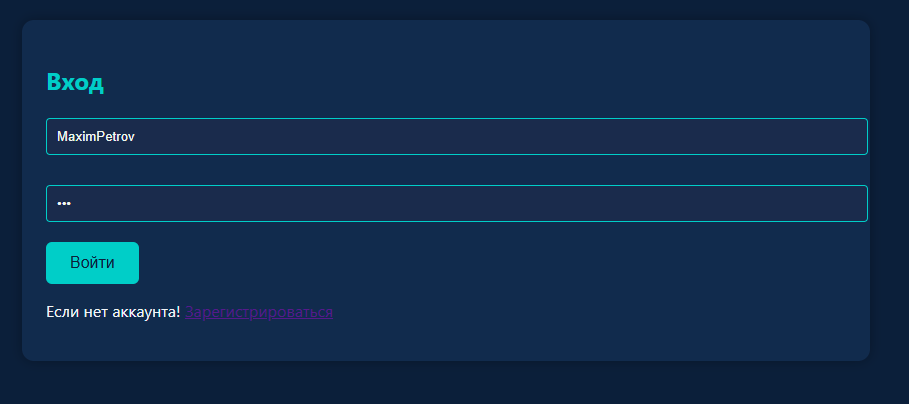 Вход
MaximPetrov
•••
Войти
Если нет аккаунта! Зарегистрироваться